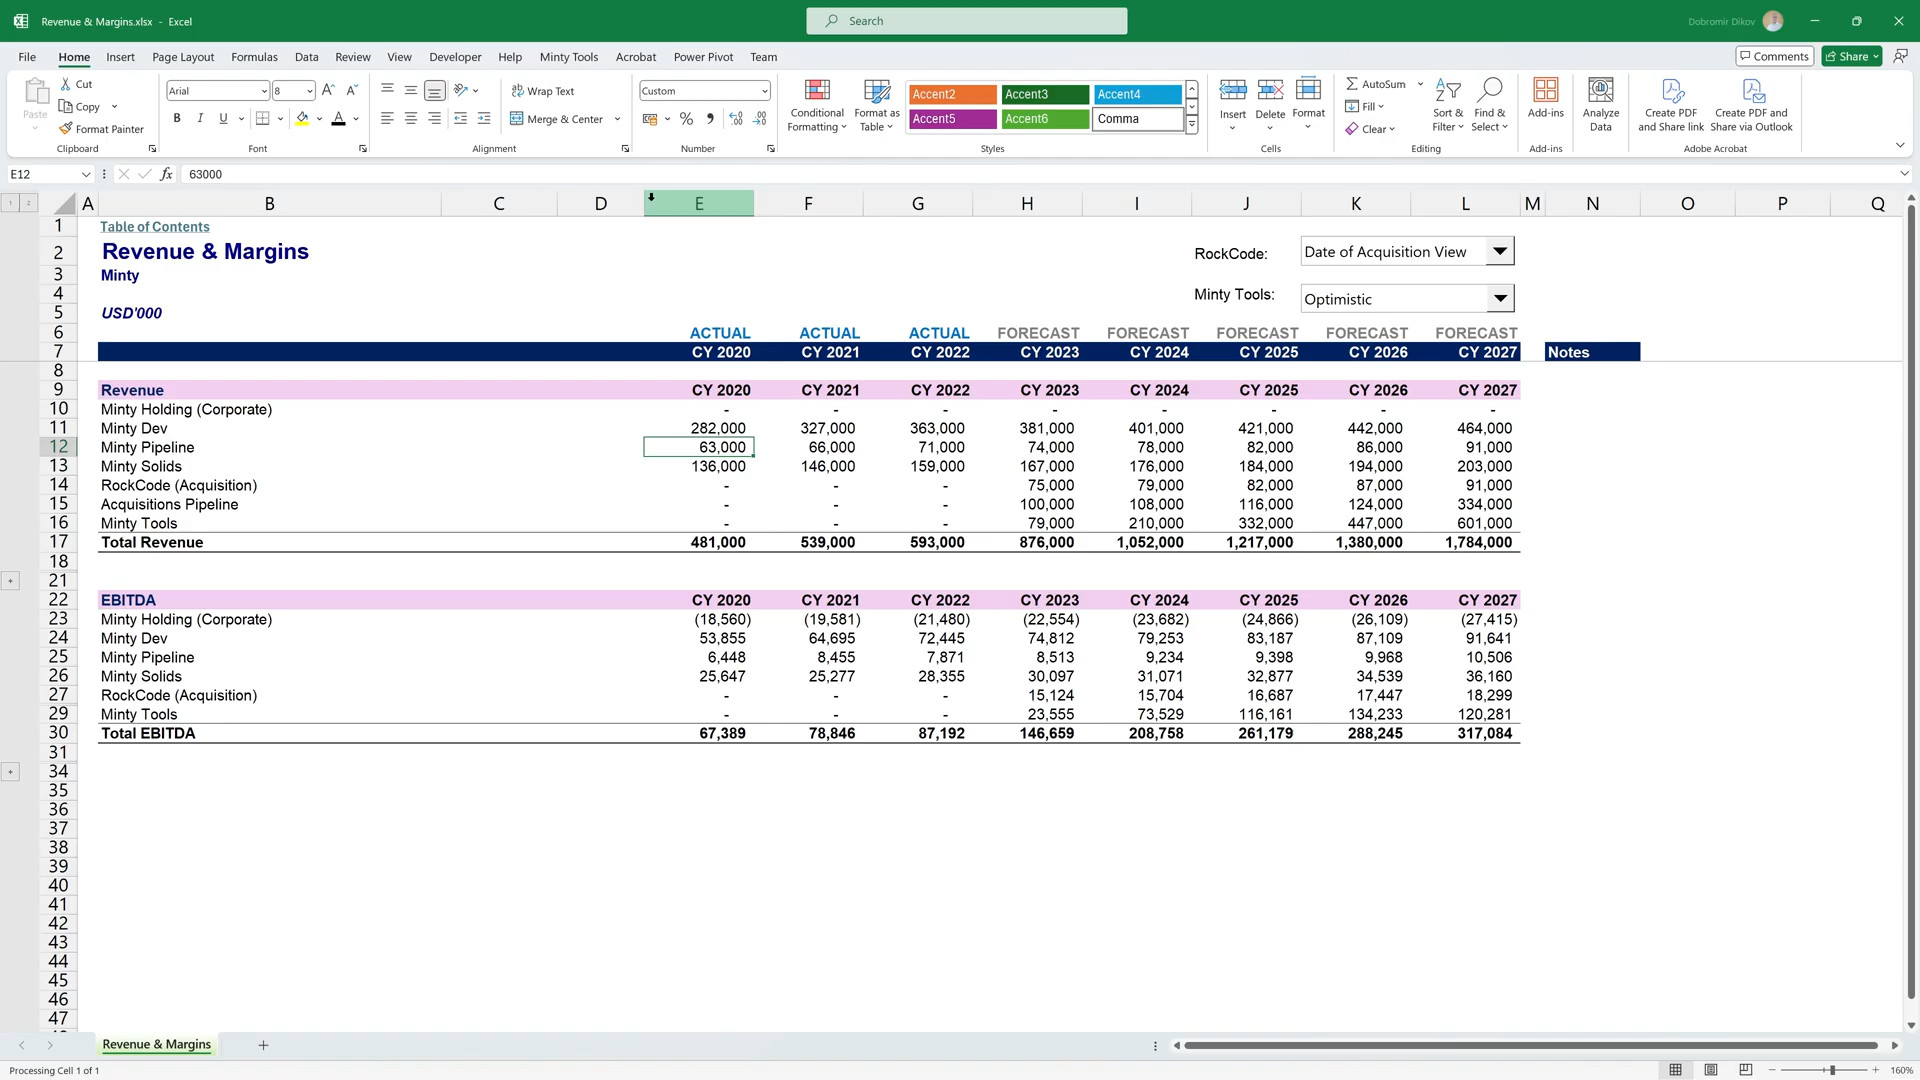 Revenue & Margins.xlsx - Excel
Search
Dobromir Dikov
File Home Insert Page Layout Formulas Data Review View Developer Help Minty Tools Acrobat Power Pivot Team
Comments Share
Paste Cut Copy Format Painter
Clipboard
Arial 8
B I U
Font
Wrap Text
Merge & Center
Alignment
Custom
Number
Conditional Formatting
Format as Table
Accent2 Accent3 Accent4
Accent5 Accent6 Comma
Styles
Insert Delete Format
Cells
AutoSum
Fill
Clear
Sort & Filter
Find & Select
Editing
Add-ins
Add-ins
Analyze Data
Create PDF and Share link
Create PDF and Share via Outlook
Adobe Acrobat
E12 fx 63000
1 2
A B C D E F G H I J K L M N O P Q
1 Table of Contents
2 Revenue & Margins RockCode: Date of Acquisition View
3 Minty
4 Minty Tools: Optimistic
5 USD'000
6 ACTUAL ACTUAL ACTUAL FORECAST FORECAST FORECAST FORECAST FORECAST
7 CY 2020 CY 2021 CY 2022 CY 2023 CY 2024 CY 2025 CY 2026 CY 2027 Notes
8
9 Revenue CY 2020 CY 2021 CY 2022 CY 2023 CY 2024 CY 2025 CY 2026 CY 2027
10 Minty Holding (Corporate) - - - - - - - -
11 Minty Dev 282,000 327,000 363,000 381,000 401,000 421,000 442,000 464,000
12 Minty Pipeline 63,000 66,000 71,000 74,000 78,000 82,000 86,000 91,000
13 Minty Solids 136,000 146,000 159,000 167,000 176,000 184,000 194,000 203,000
14 RockCode (Acquisition) - - - 75,000 79,000 82,000 87,000 91,000
15 Acquisitions Pipeline - - - 100,000 108,000 116,000 124,000 334,000
16 Minty Tools - - - 79,000 210,000 332,000 447,000 601,000
17 Total Revenue 481,000 539,000 593,000 876,000 1,052,000 1,217,000 1,380,000 1,784,000
18
21
22 EBITDA CY 2020 CY 2021 CY 2022 CY 2023 CY 2024 CY 2025 CY 2026 CY 2027
23 Minty Holding (Corporate) (18,560) (19,581) (21,480) (22,554) (23,682) (24,866) (26,109) (27,415)
24 Minty Dev 53,855 64,695 72,445 74,812 79,253 83,187 87,109 91,641
25 Minty Pipeline 6,448 8,455 7,871 8,513 9,234 9,398 9,968 10,506
26 Minty Solids 25,647 25,277 28,355 30,097 31,071 32,877 34,539 36,160
27 RockCode (Acquisition) - - - 15,124 15,704 16,687 17,447 18,299
29 Minty Tools - - - 23,555 73,529 116,161 134,233 120,281
30 Total EBITDA 67,389 78,846 87,192 146,659 208,758 261,179 288,245 317,084
31
34
35
36
37
38
39
40
41
42
43
44
45
46
47
Revenue & Margins
Processing Cell 1 of 1
160%